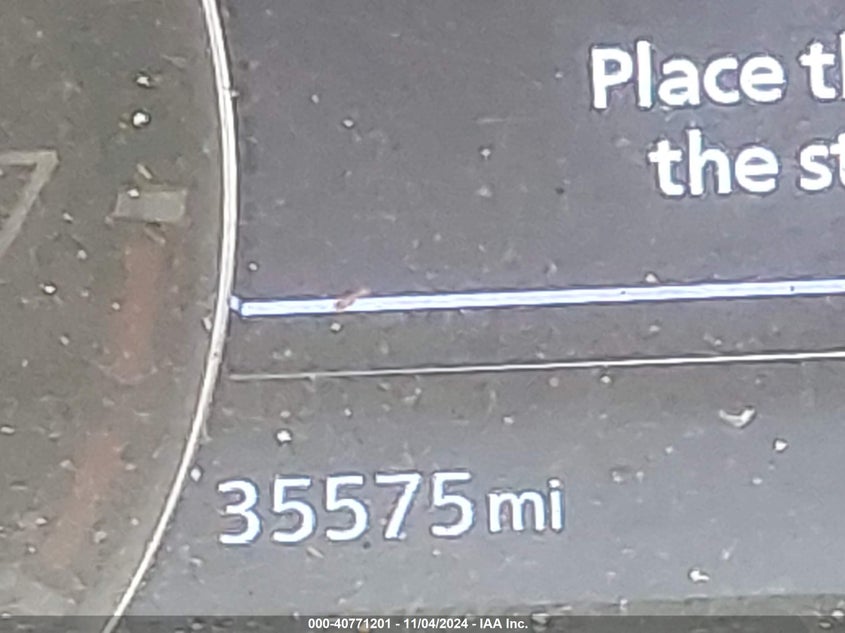 Place
the
35575 mi
000-40771201 - 11/04/2024 - IAA Inc.